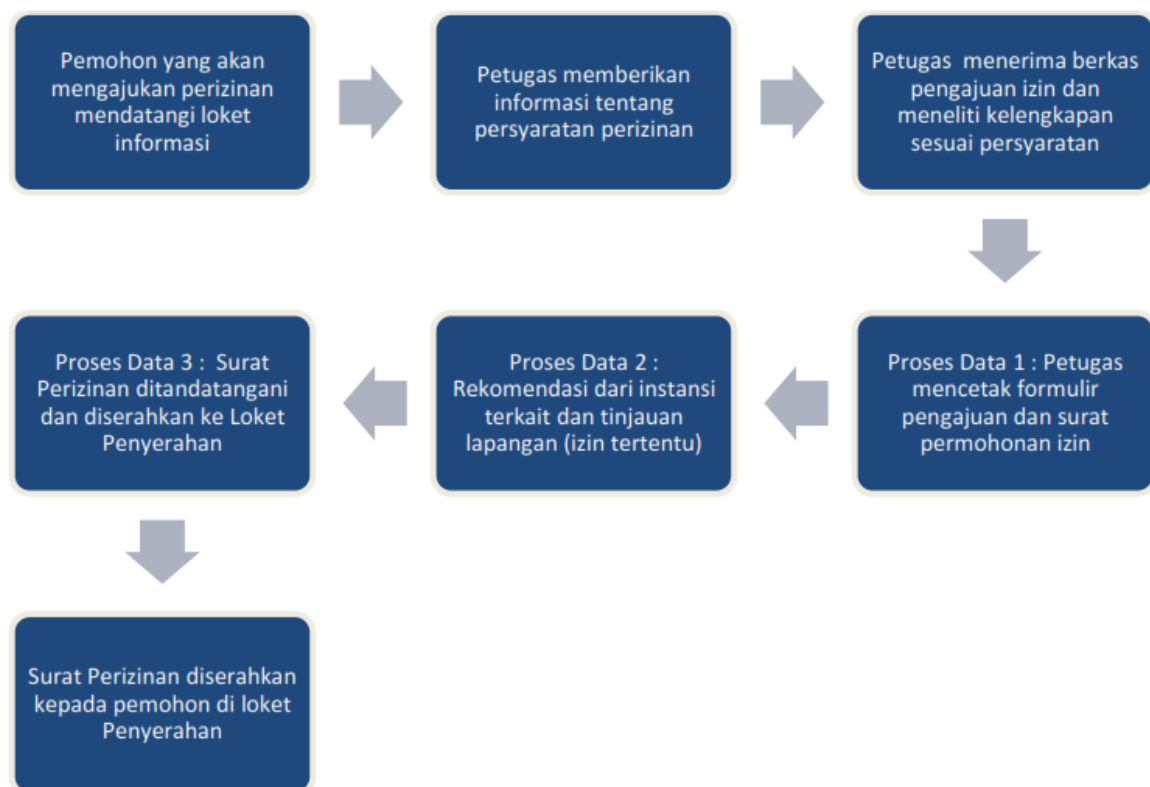 Pemohon yang akan
mengajukan perizinan
mendatangi loket
informasi
Petugas memberikan
informasi tentang
persyaratan perizinan
Petugas  menerima berkas
pengajuan izin dan
meneliti kelengkapan
sesuai persyaratan
Proses Data 1 : Petugas
mencetak formulir
pengajuan dan surat
permohonan izin
Proses Data 2 :
Rekomendasi dari instansi
terkait dan tinjauan
lapangan (izin tertentu)
Proses Data 3 :  Surat
Perizinan ditandatangani
dan diserahkan ke Loket
Penyerahan
Surat Perizinan diserahkan
kepada pemohon di loket
Penyerahan